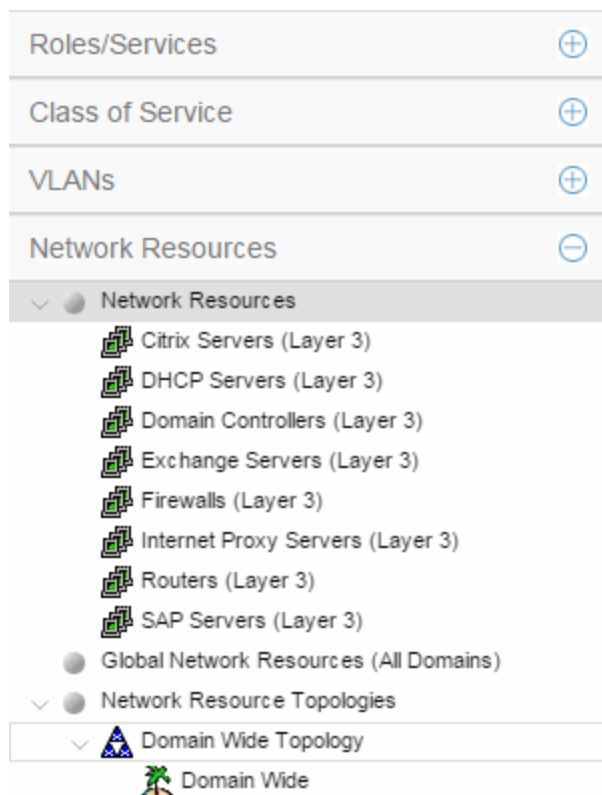 Roles/Services
Class of Service
VLANs
Network Resources
Network Resources
Citrix Servers (Layer 3)
DHCP Servers (Layer 3)
Domain Controllers (Layer 3)
Exchange Servers (Layer 3)
Firewalls (Layer 3)
Internet Proxy Servers (Layer 3)
Routers (Layer 3)
SAP Servers (Layer 3)
Global Network Resources (All Domains)
Network Resource Topologies
Domain Wide Topology
Domain Wide